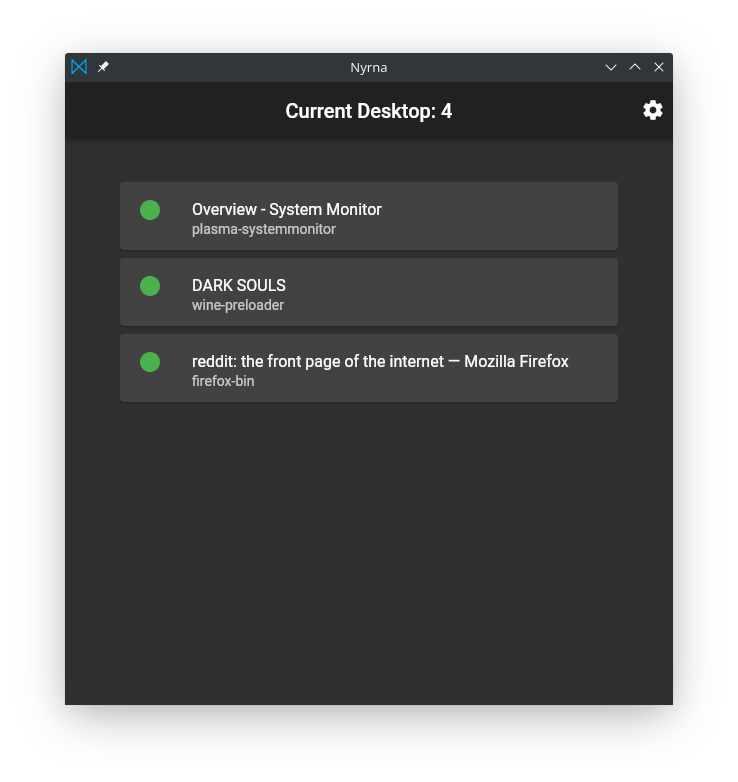 Nyrna
Current Desktop: 4
Overview - System Monitor
plasma-systemmonitor
DARK SOULS
wine-preloader
reddit: the front page of the internet — Mozilla Firefox
firefox-bin